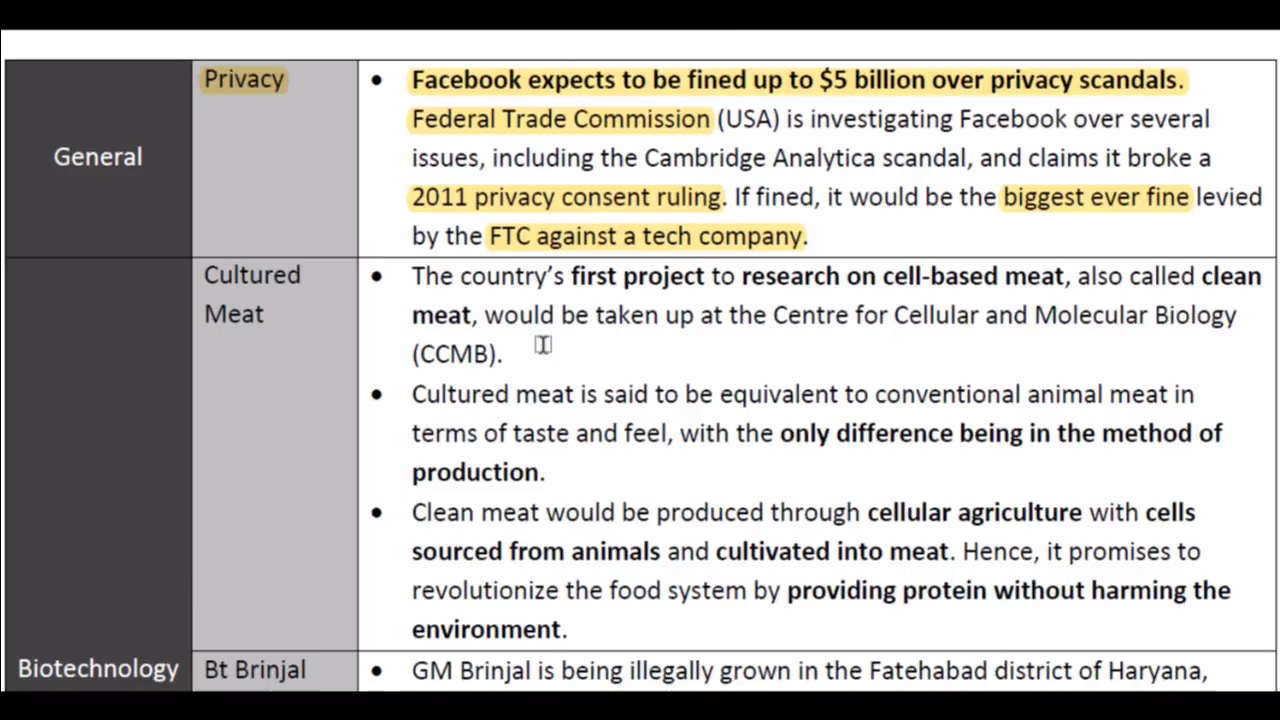 Privacy
• Facebook expects to be fined up to $5 billion over privacy scandals.
Federal Trade Commission (USA) is investigating Facebook over several
General
issues, including the Cambridge Analytica scandal, and claims it broke a
2011 privacy consent ruling. If fined, it would be the biggest ever fine levied
by the FTC against a tech company.
Cultured
Meat
• The country’s first project to research on cell-based meat, also called clean
meat, would be taken up at the Centre for Cellular and Molecular Biology
(CCMB).
• Cultured meat is said to be equivalent to conventional animal meat in
terms of taste and feel, with the only difference being in the method of
production.
• Clean meat would be produced through cellular agriculture with cells
sourced from animals and cultivated into meat. Hence, it promises to
revolutionize the food system by providing protein without harming the
environment.
Biotechnology
Bt Brinjal
• GM Brinjal is being illegally grown in the Fatehabad district of Haryana,